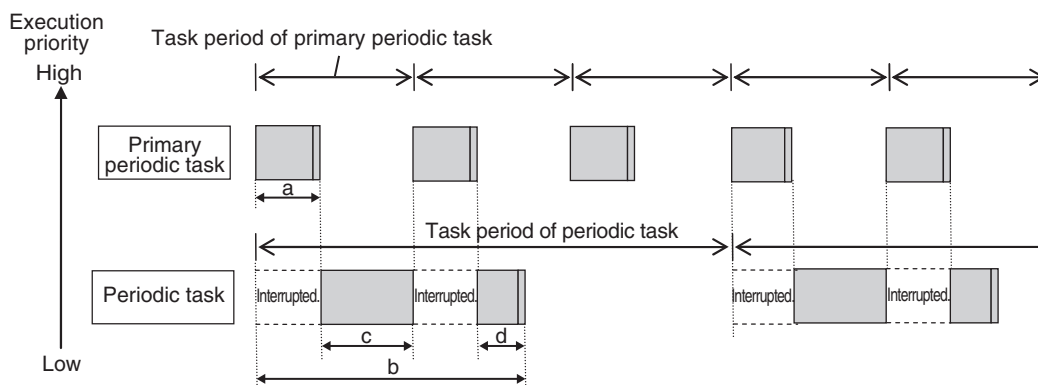 Execution
priority
High
Task period of primary periodic task
Primary
periodic task
a
Task period of periodic task
Periodic task
Interrupted.
Interrupted.
Interrupted.
Interrupted.
c
d
b
Low